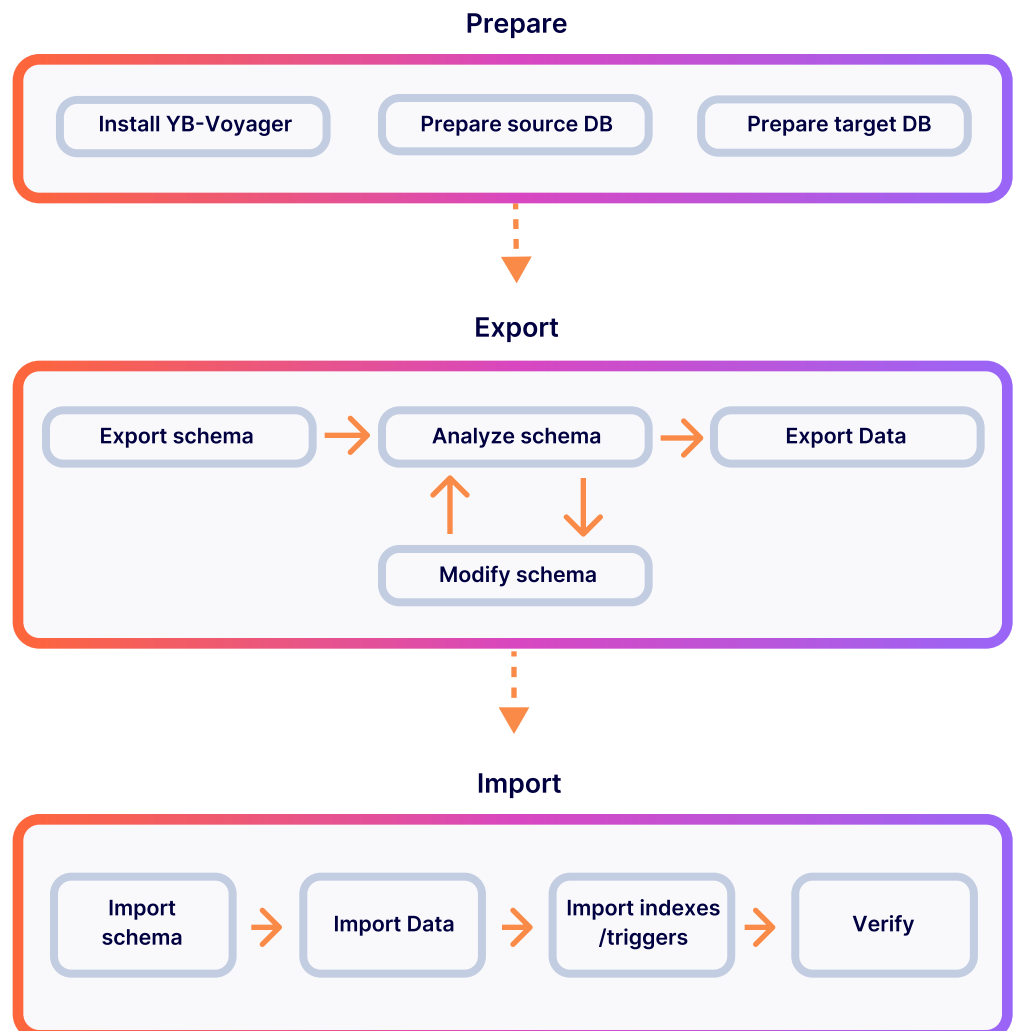 Prepare
Install YB-Voyager
Prepare source DB
Prepare target DB
Export
Export schema
Analyze schema
Export Data
Modify schema
Import
Import
schema
Import Data
Import indexes
/triggers
Verify